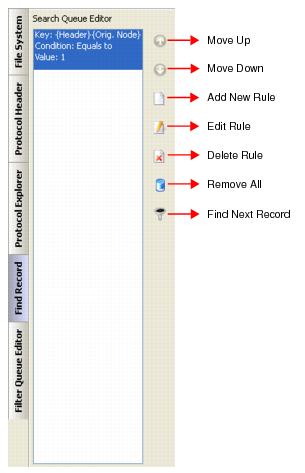 Search Queue Editor
Key: {Header}{Orig. Node}
Condition: Equals to
Value: 1
File System
Protocol Header
Protocol Explorer
Find Record
Filter Queue Editor
Move Up
Move Down
Add New Rule
Edit Rule
Delete Rule
Remove All
Find Next Record